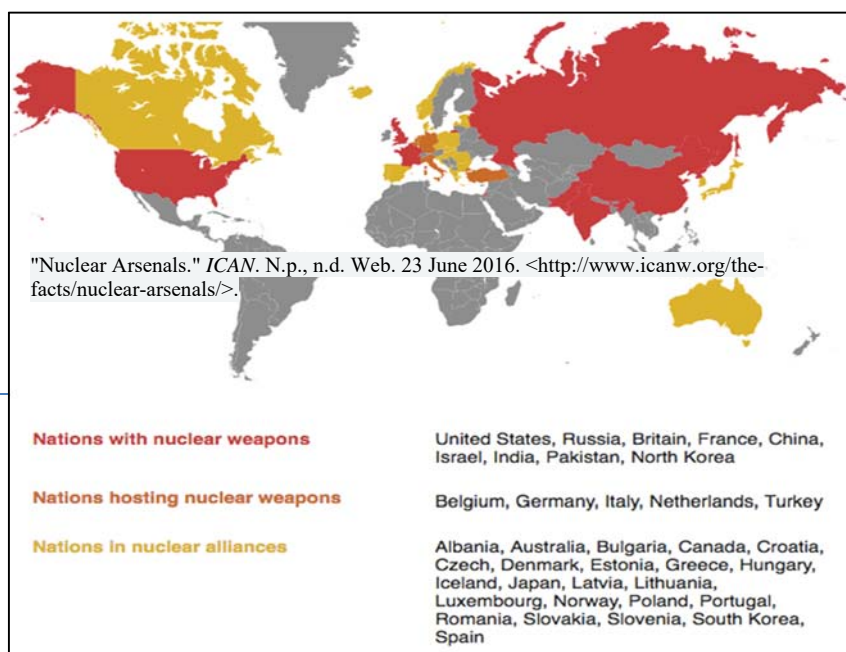 "Nuclear Arsenals." ICAN. N.p., n.d. Web. 23 June 2016. <http://www.icanw.org/the-
facts/nuclear-arsenals/>.
Nations with nuclear weapons
United States, Russia, Britain, France, China,
Israel, India, Pakistan, North Korea
Nations hosting nuclear weapons
Belgium, Germany, Italy, Netherlands, Turkey
Nations in nuclear alliances
Albania, Australia, Bulgaria, Canada, Croatia,
Czech, Denmark, Estonia, Greece, Hungary,
Iceland, Japan, Latvia, Lithuania,
Luxembourg, Norway, Poland, Portugal,
Romania, Slovakia, Slovenia, South Korea,
Spain